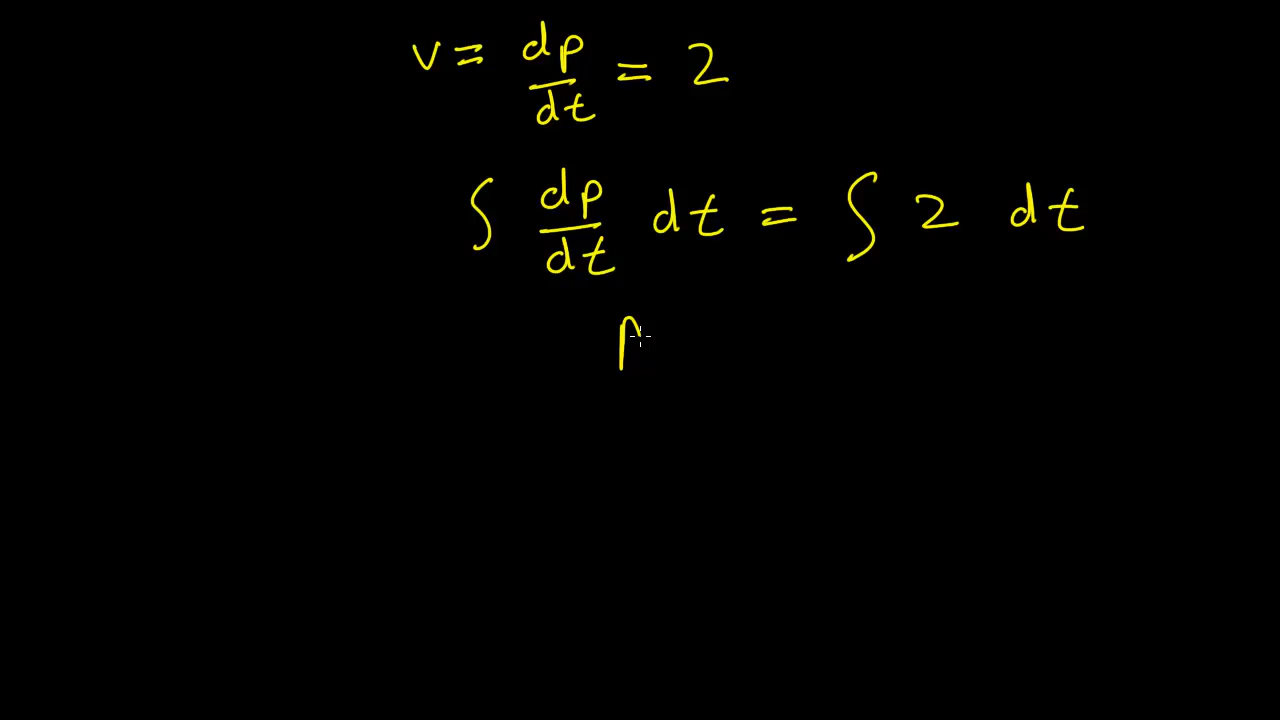 v = dp/dt = 2
∫ dp/dt dt = ∫ 2 dt